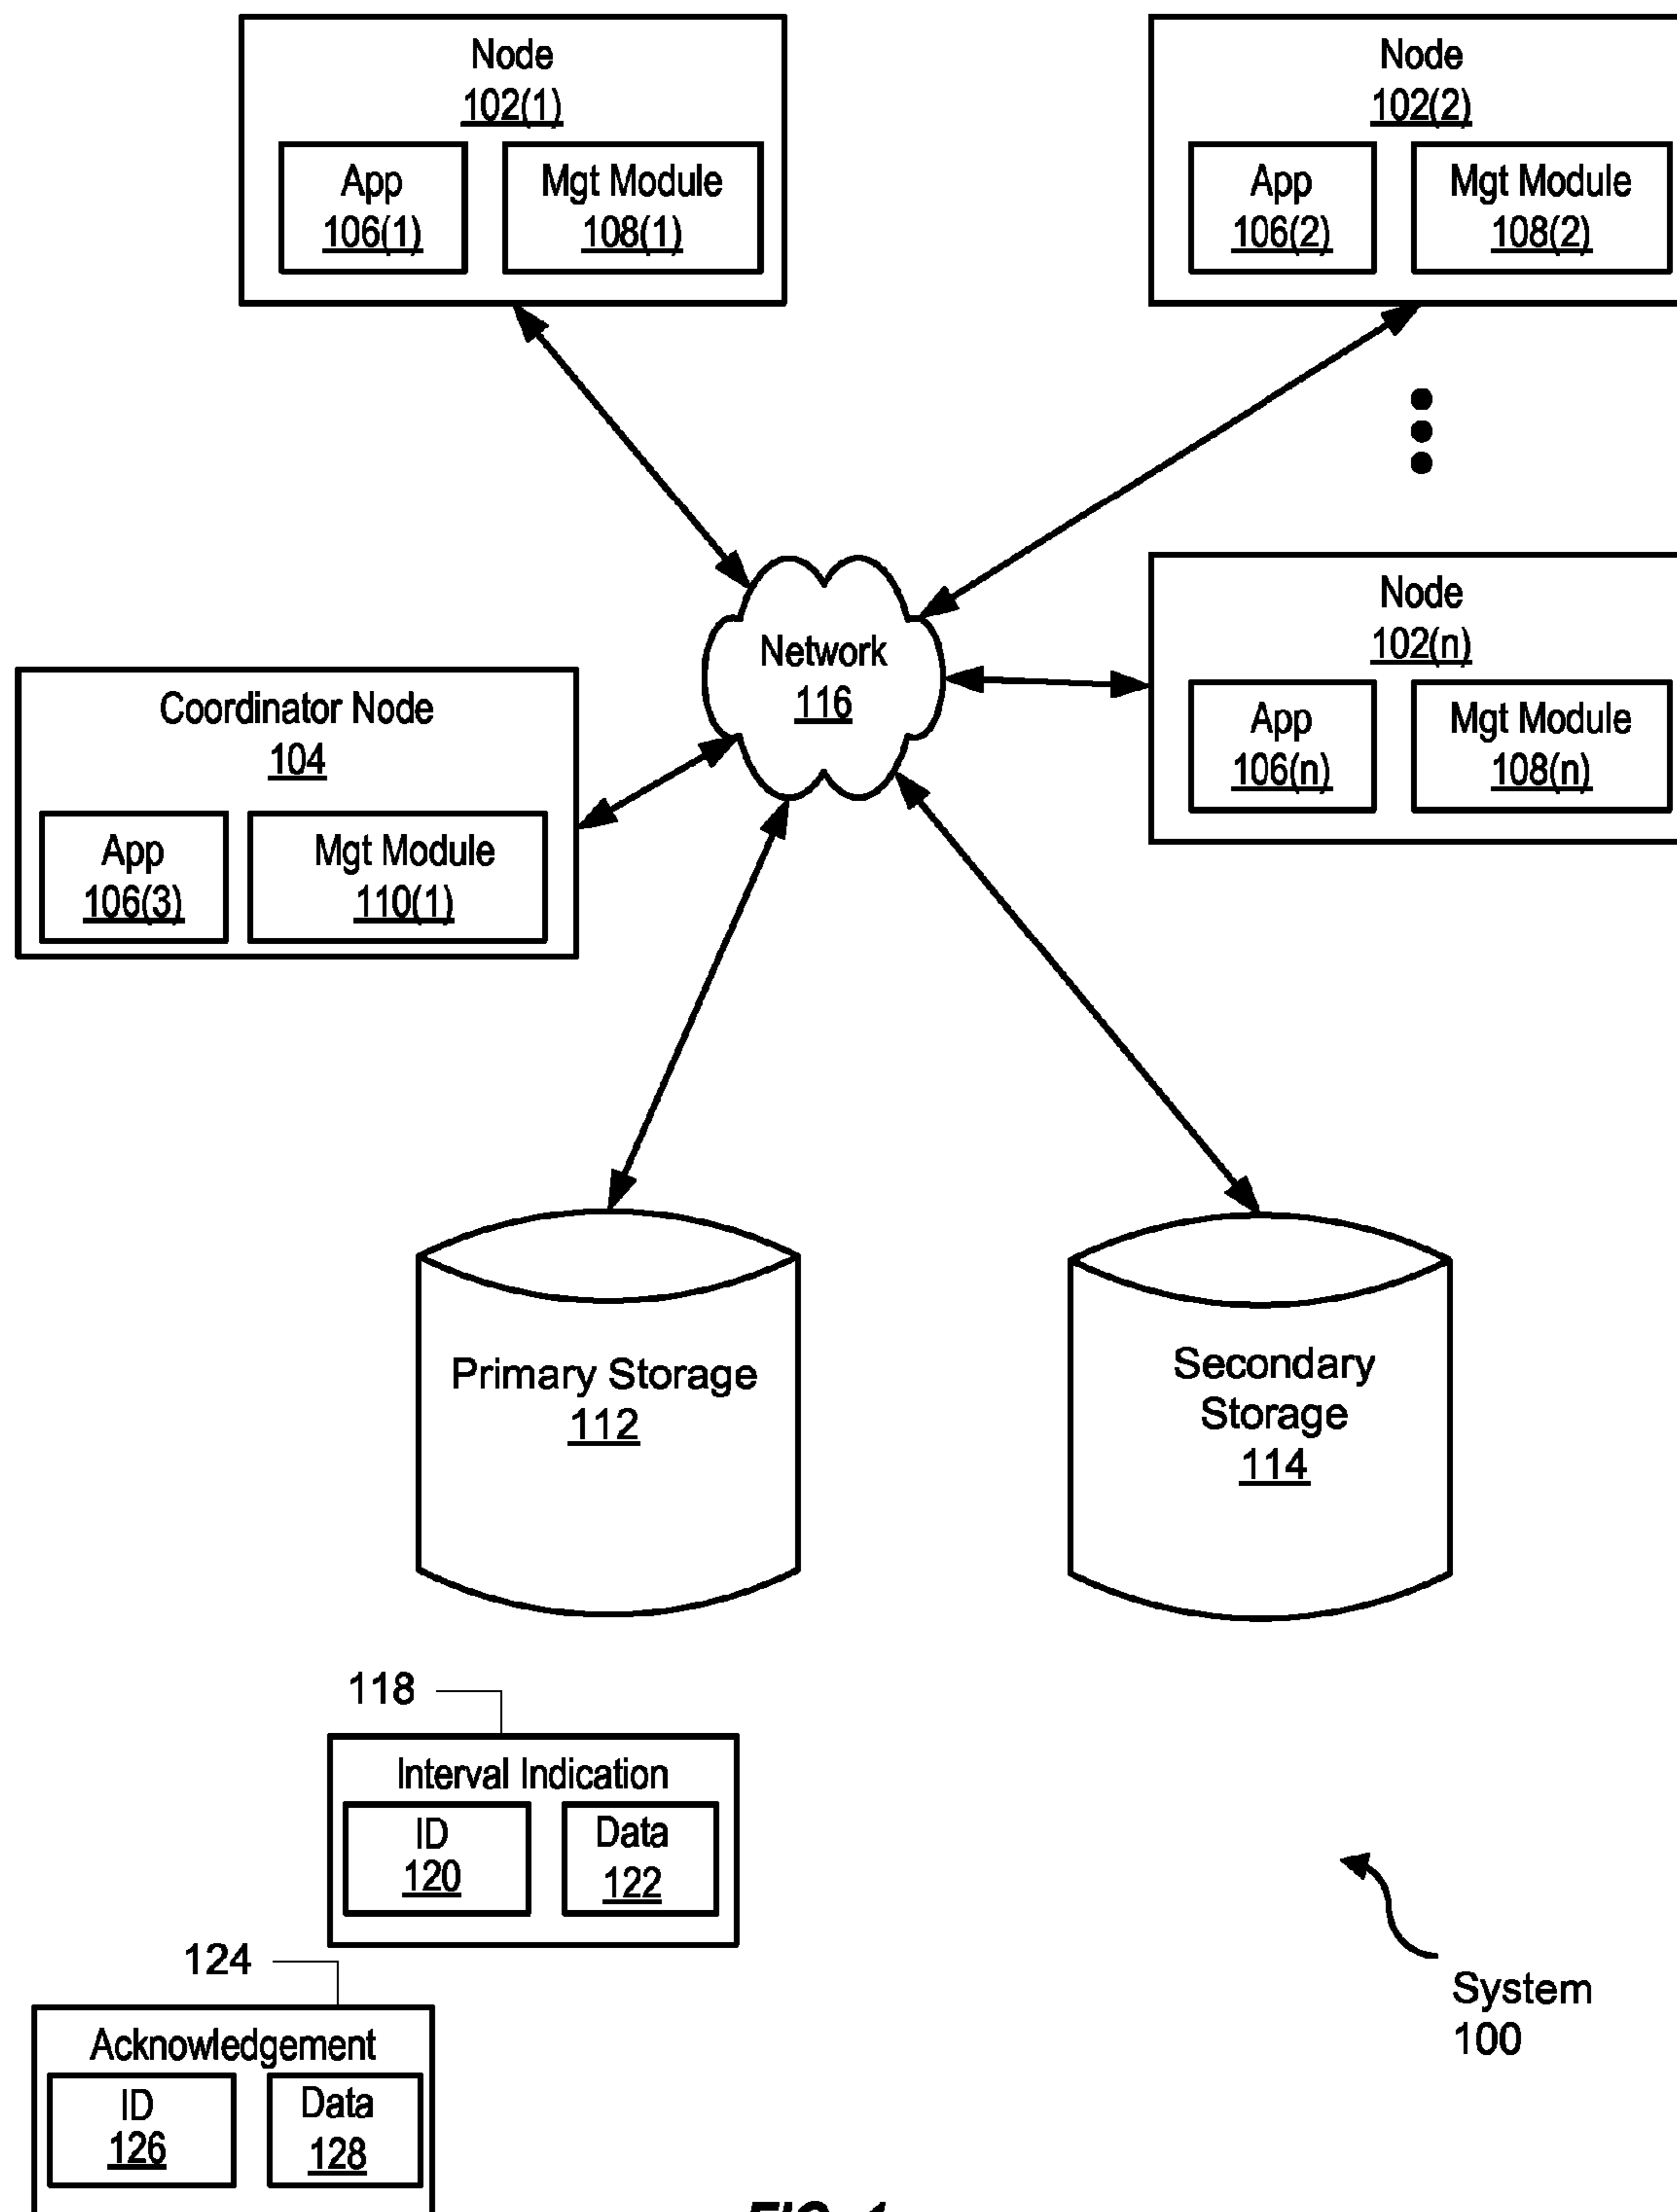 Node
102(1)
App
106(1)
Mgt Module
108(1)
Node
102(2)
App
106(2)
Mgt Module
108(2)
Network
116
Node
102(n)
App
106(n)
Mgt Module
108(n)
Coordinator Node
104
App
106(3)
Mgt Module
110(1)
Primary Storage
112
Secondary
Storage
114
118
Interval Indication
ID
120
Data
122
124
Acknowledgement
ID
126
Data
128
System
100
FIG. 1